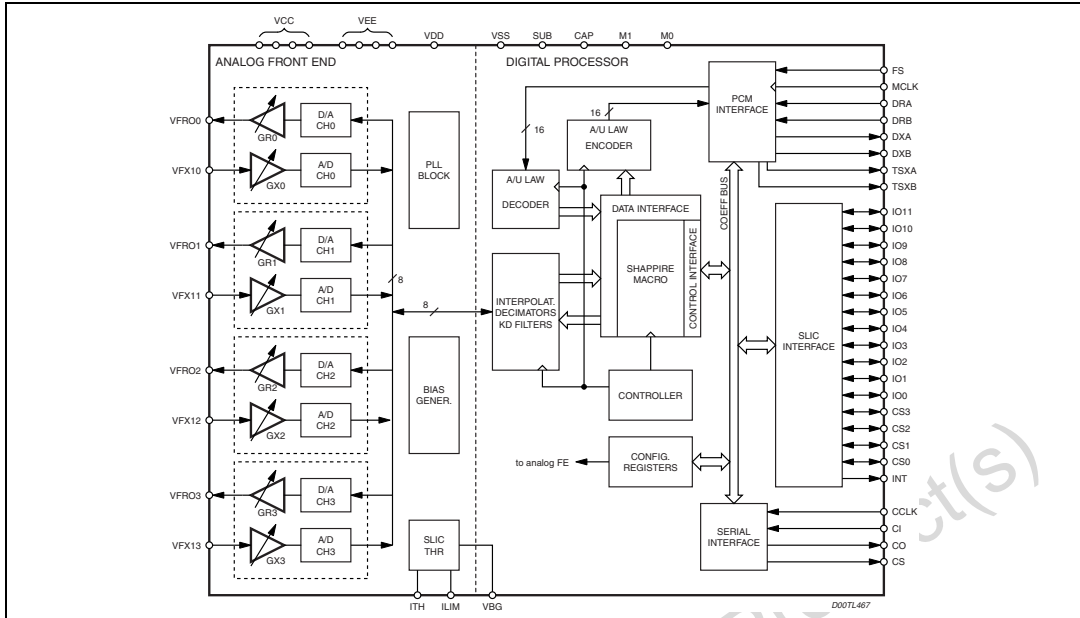 VCC
VEE
VDD
VSS
SUB
CAP
M1
M0
ANALOG FRONT END
DIGITAL PROCESSOR
VFRO0
GR0
D/A
CH0
VFX10
GX0
A/D
CH0
VFRO1
GR1
D/A
CH1
VFX11
GX1
A/D
CH1
VFRO2
GR2
D/A
CH2
VFX12
GX2
A/D
CH2
VFRO3
GR3
D/A
CH3
VFX13
GX3
A/D
CH3
PLL
BLOCK
8
8
BIAS
GENER.
SLIC
THR
ITH
ILIM
VBG
16
16
A/U LAW
ENCODER
A/U LAW
DECODER
DATA INTERFACE
SHAPPIRE
MACRO
CONTROL INTERFACE
INTERPOLAT.
DECIMATORS
KD FILTERS
CONTROLLER
to analog FE
CONFIG.
REGISTERS
COEFF BUS
PCM
INTERFACE
SLIC
INTERFACE
SERIAL
INTERFACE
FS
MCLK
DRA
DRB
DXA
DXB
TSXA
TSXB
IO11
IO10
IO9
IO8
IO7
IO6
IO5
IO4
IO3
IO2
IO1
IO0
CS3
CS2
CS1
CS0
INT
CCLK
CI
CO
CS
D00TL467
ct(s)